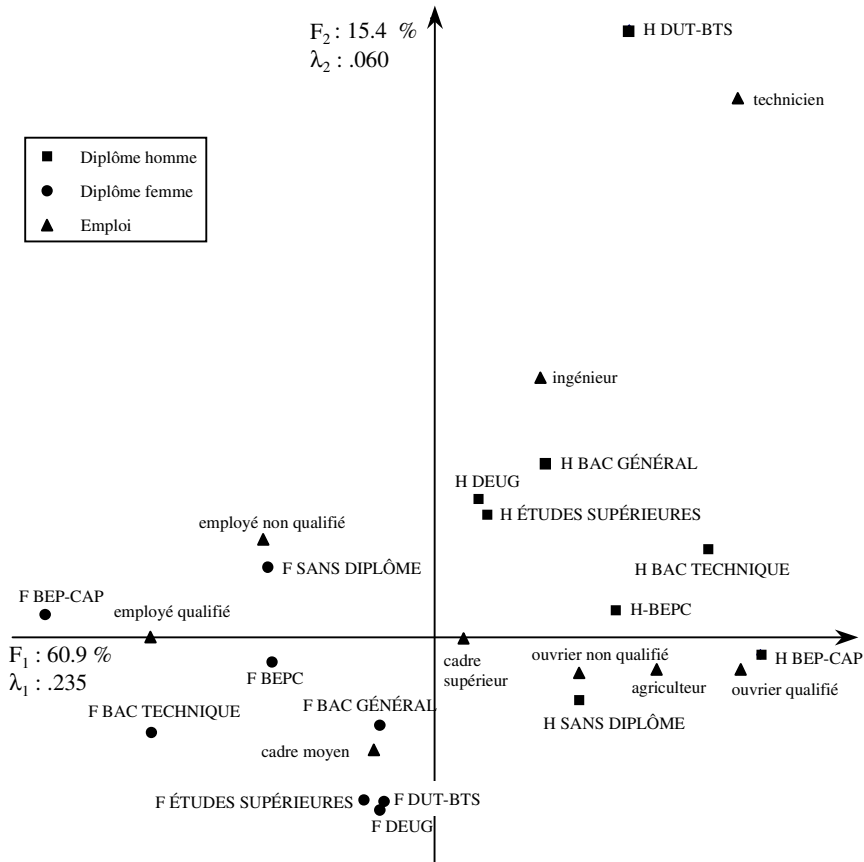 F₂ : 15.4 %
λ₂ : .060
H DUT-BTS
technicien
Diplôme homme
Diplôme femme
Emploi
ingénieur
H BAC GÉNÉRAL
H DEUG
H ÉTUDES SUPÉRIEURES
employé non qualifié
F SANS DIPLÔME
H BAC TECHNIQUE
F BEP-CAP
employé qualifié
H-BEPC
F₁ : 60.9 %
λ₁ : .235
F BEPC
cadre
supérieur
ouvrier non qualifié
agriculteur
H BEP-CAP
ouvrier qualifié
F BAC TECHNIQUE
F BAC GÉNÉRAL
H SANS DIPLÔME
cadre moyen
F ÉTUDES SUPÉRIEURES
F DUT-BTS
F DEUG